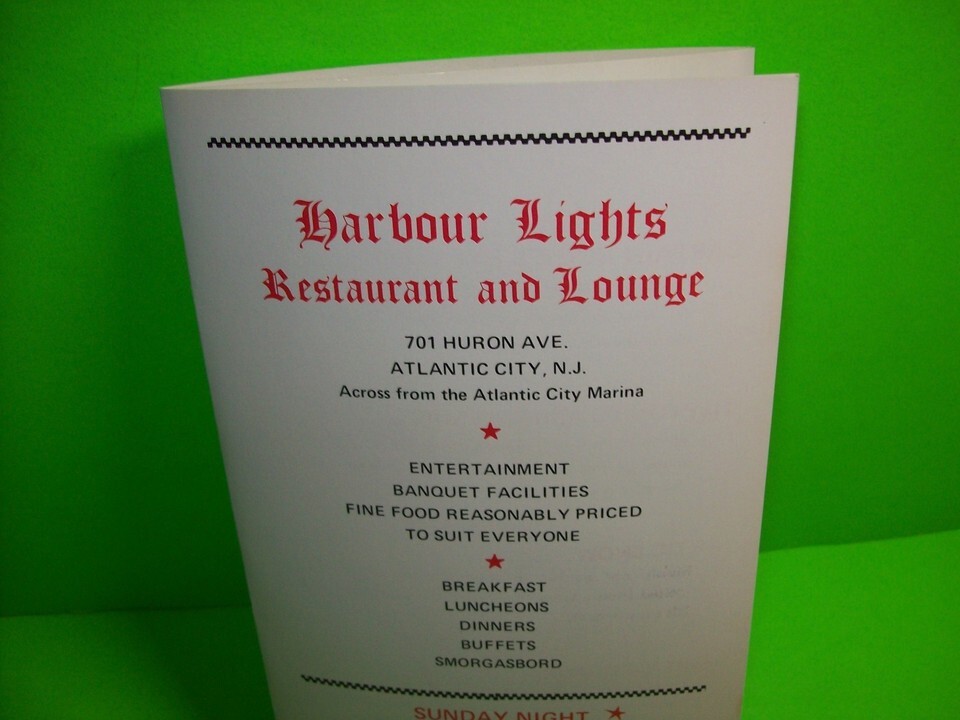 Harbour Lights
Restaurant and Lounge
701 HURON AVE.
ATLANTIC CITY, N.J.
Across from the Atlantic City Marina
ENTERTAINMENT
BANQUET FACILITIES
FINE FOOD REASONABLY PRICED
TO SUIT EVERYONE
BREAKFAST
LUNCHEONS
DINNERS
BUFFETS
SMORGASBORD
SUNDAY NIGHT